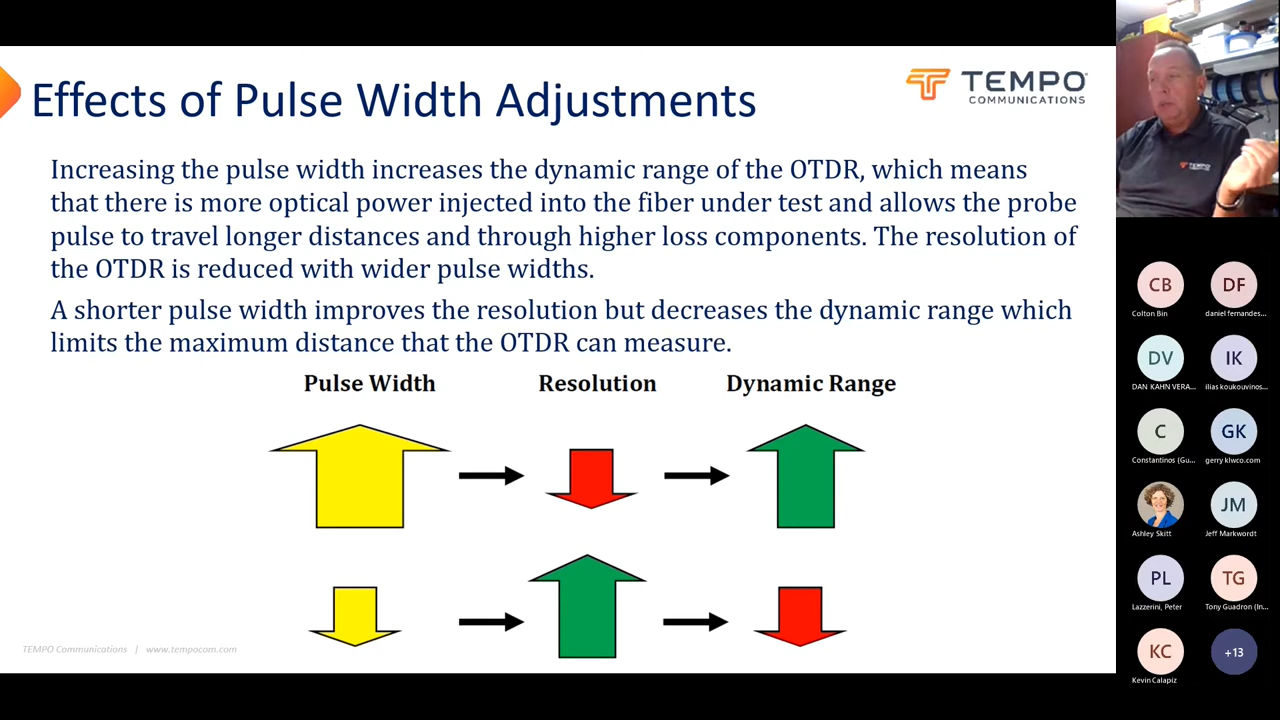 Effects of Pulse Width Adjustments
TEMPO
COMMUNICATIONS
Increasing the pulse width increases the dynamic range of the OTDR, which means
that there is more optical power injected into the fiber under test and allows the probe
pulse to travel longer distances and through higher loss components. The resolution of
the OTDR is reduced with wider pulse widths.
A shorter pulse width improves the resolution but decreases the dynamic range which
limits the maximum distance that the OTDR can measure.
Pulse Width Resolution Dynamic Range
TEMPO Communications | www.tempocom.com
TEMPO
CB DF
Colton Bin daniel fernandes...
DV IK
DAN KAHN VERA... ilias koukouvinos...
C GK
Constantinos (Gu... gerry klwco.com
JM
Ashley Skitt Jeff Markwordt
PL TG
Lazzerini, Peter Tony Guadron (In...
KC +13
Kevin Calapiz